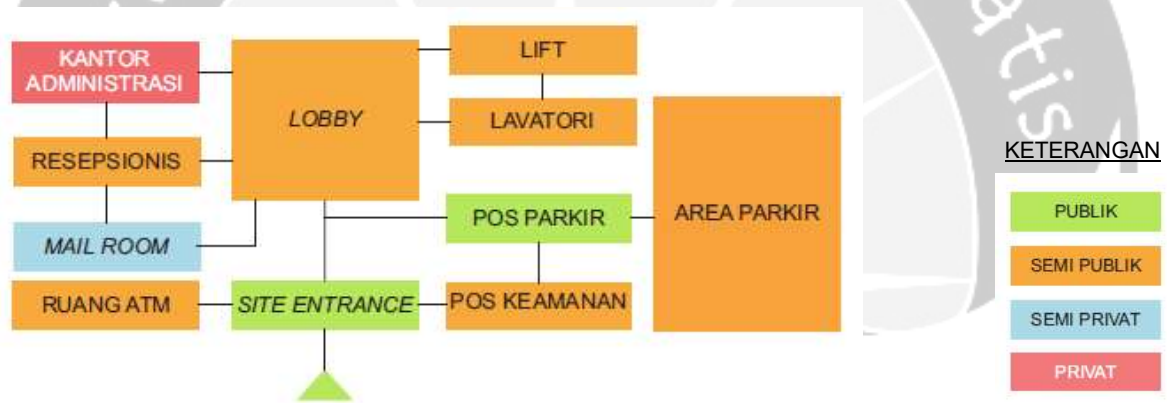 KANTOR
ADMINISTRASI
LOBBY
LIFT
LAVATORI
RESEPSIONIS
MAIL ROOM
RUANG ATM
SITE ENTRANCE
POS PARKIR
POS KEAMANAN
AREA PARKIR
KETERANGAN
PUBLIK
SEMI PUBLIK
SEMI PRIVAT
PRIVAT
atis